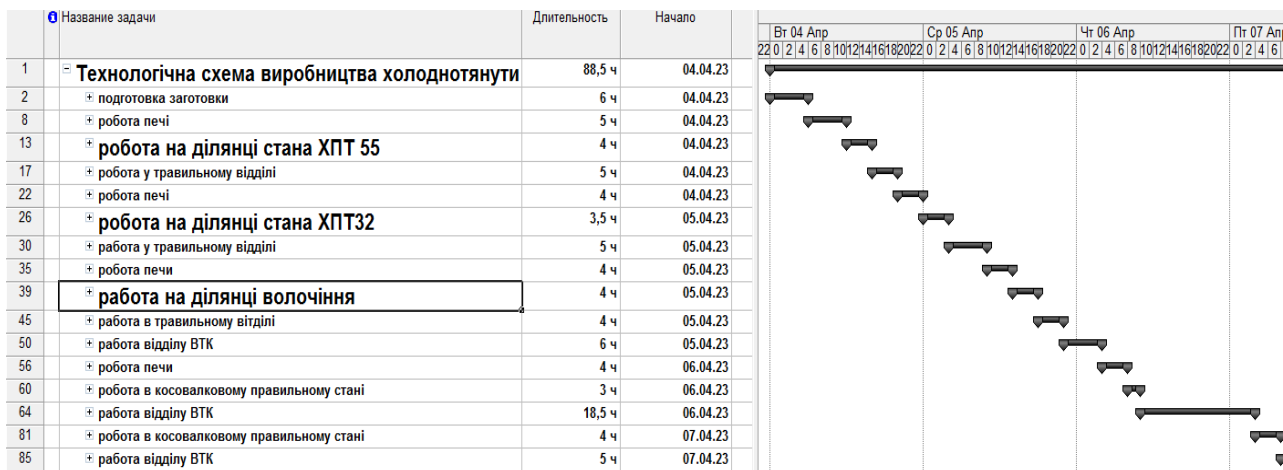 Название задачи Длительность Начало
Вт 04 Апр Ср 05 Апр Чт 06 Апр Пт 07 Ап
22 0 2 4 6 8 10 12 14 16 18 20 22 0 2 4 6 8 10 12 14 16 18 20 22 0 2 4 6 8 10 12 14 16 18 20 22 0 2 4 6
1 Технологічна схема виробництва холоднотянути 88,5 ч 04.04.23
2 подготовка заготовки 6 ч 04.04.23
8 робота печі 5 ч 04.04.23
13 робота на ділянці стана ХПТ 55 4 ч 04.04.23
17 робота у травильному відділі 5 ч 04.04.23
22 робота печі 4 ч 04.04.23
26 робота на ділянці стана ХПТ32 3,5 ч 05.04.23
30 работа у травильному відділі 5 ч 05.04.23
35 робота печи 4 ч 05.04.23
39 работа на ділянці волочіння 4 ч 05.04.23
45 работа в травильному вітділі 4 ч 05.04.23
50 работа відділу ВТК 6 ч 05.04.23
56 робота печи 4 ч 06.04.23
60 робота в косовалковому правильному стані 3 ч 06.04.23
64 работа відділу ВТК 18,5 ч 06.04.23
81 робота в косовалковому правильному стані 4 ч 07.04.23
85 работа відділу ВТК 5 ч 07.04.23